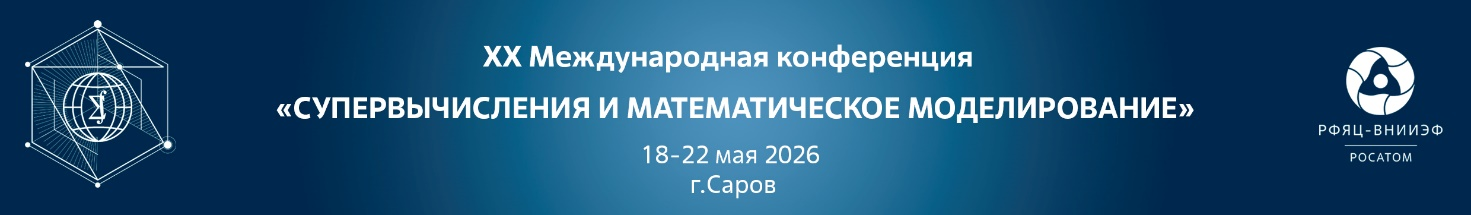 XX Международная конференция
«СУПЕРВЫЧИСЛЕНИЯ И МАТЕМАТИЧЕСКОЕ МОДЕЛИРОВАНИЕ»
18-22 мая 2026
г.Саров
РФЯЦ-ВНИИЭФ
РОСАТОМ